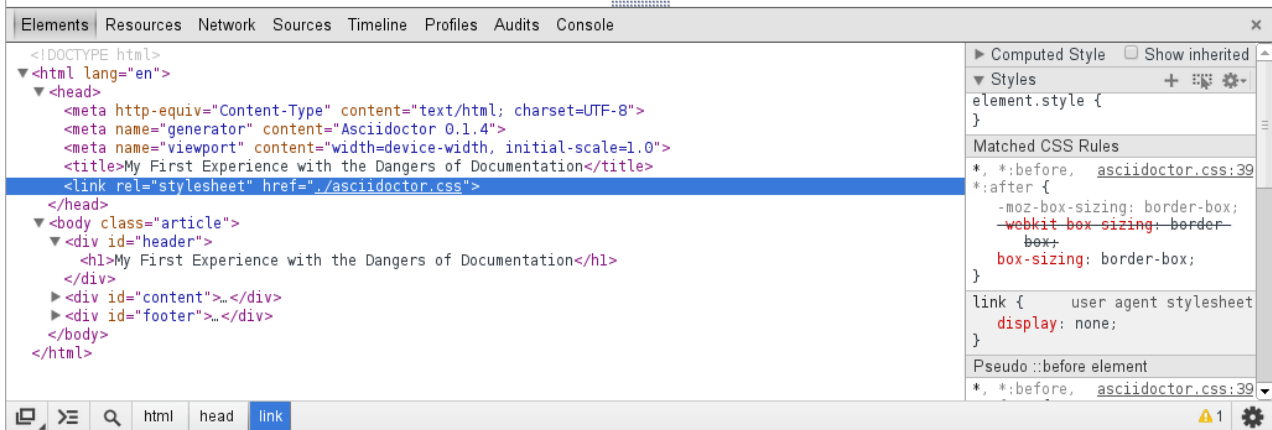 Elements Resources Network Sources Timeline Profiles Audits Console ×
<!DOCTYPE html>
▼<html lang="en">
▼<head>
<meta http-equiv="Content-Type" content="text/html; charset=UTF-8">
<meta name="generator" content="Asciidoctor 0.1.4">
<meta name="viewport" content="width=device-width, initial-scale=1.0">
<title>My First Experience with the Dangers of Documentation</title>
<link rel="stylesheet" href="./asciidoctor.css">
</head>
▼<body class="article">
▼<div id="header">
<h1>My First Experience with the Dangers of Documentation</h1>
</div>
▶<div id="content">…</div>
▶<div id="footer">…</div>
</body>
</html>
▶ Computed Style Show inherited
▼ Styles
element.style {
}
Matched CSS Rules
*, *:before, asciidoctor.css:39
*:after {
-moz-box-sizing: border-box;
-webkit-box-sizing: border-
box;
box-sizing: border-box;
}
link { user agent stylesheet
display: none;
}
Pseudo ::before element
*, *:before, asciidoctor.css:39
html head link 1